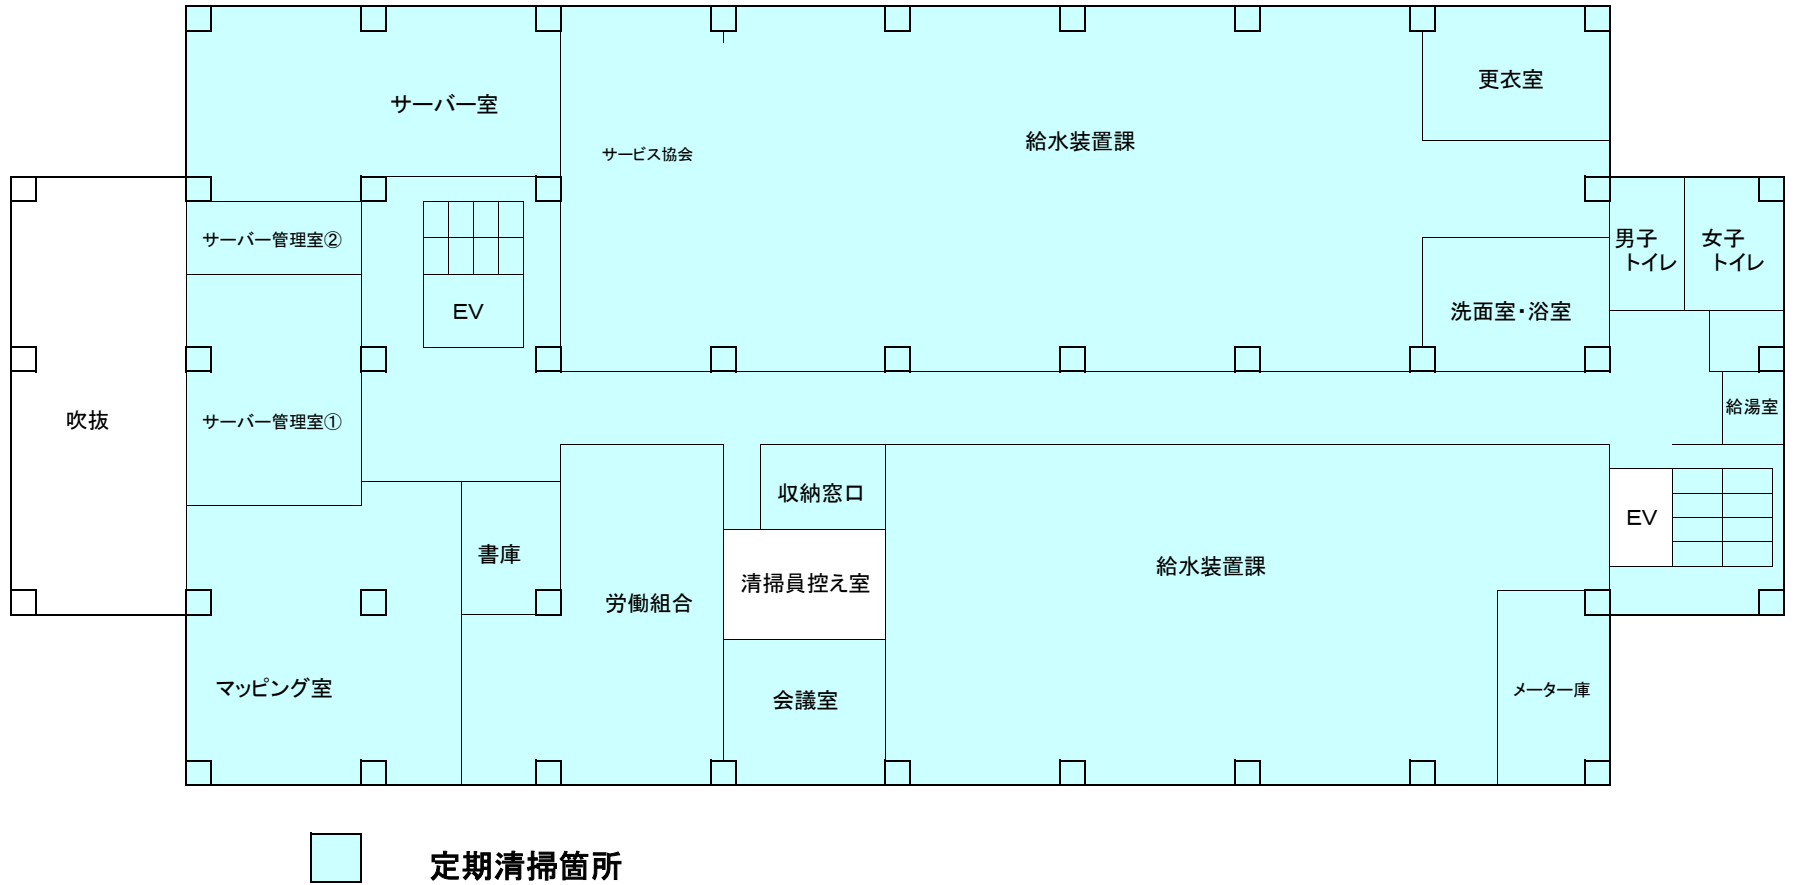 更衣室
サーバー室
給水装置課
サービス協会
サーバー管理室②
男子
トイレ
女子
トイレ
EV
洗面室・浴室
給湯室
吹抜
サーバー管理室①
収納窓口
EV
書庫
給水装置課
清掃員控え室
労働組合
マッピング室
メーター庫
会議室
定期清掃箇所